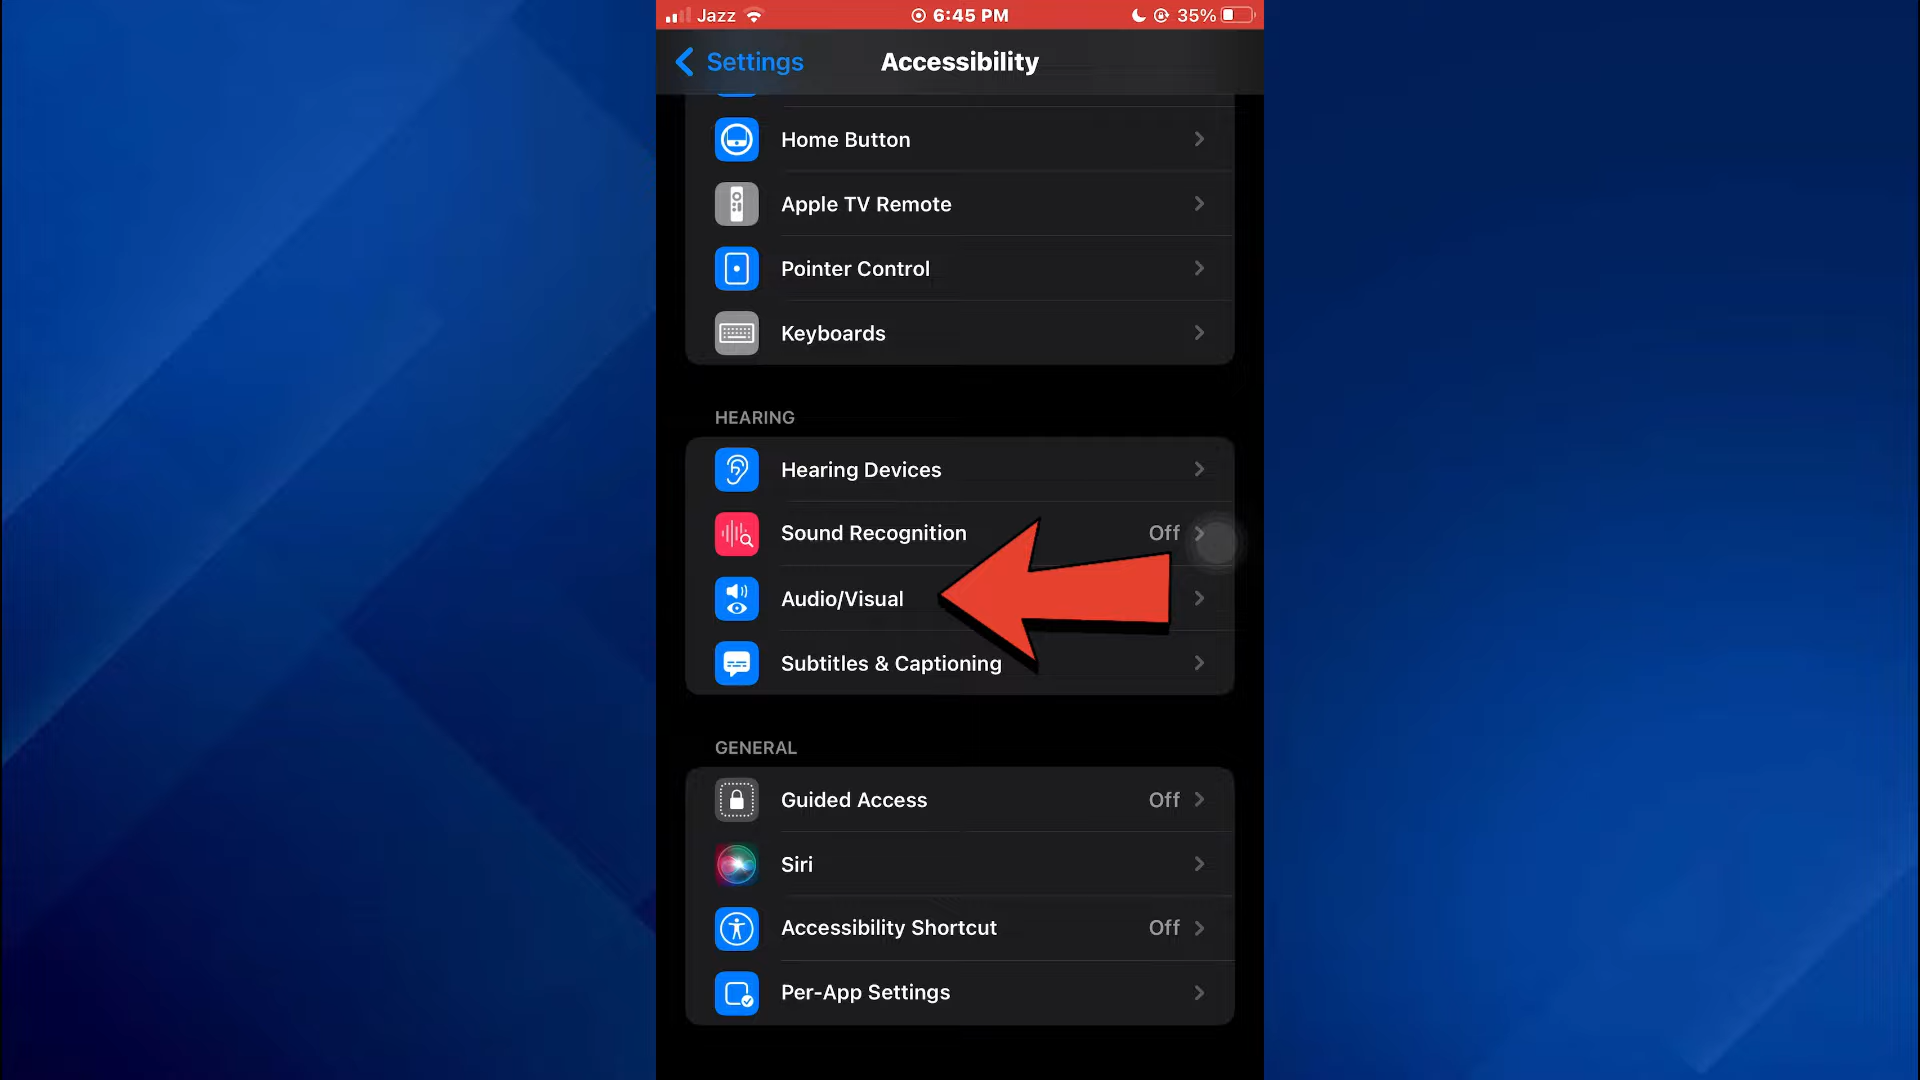 Jazz 6:45 PM 35%
Settings Accessibility
Home Button
Apple TV Remote
Pointer Control
Keyboards
HEARING
Hearing Devices
Sound Recognition Off
Audio/Visual
Subtitles & Captioning
GENERAL
Guided Access Off
Siri
Accessibility Shortcut Off
Per-App Settings